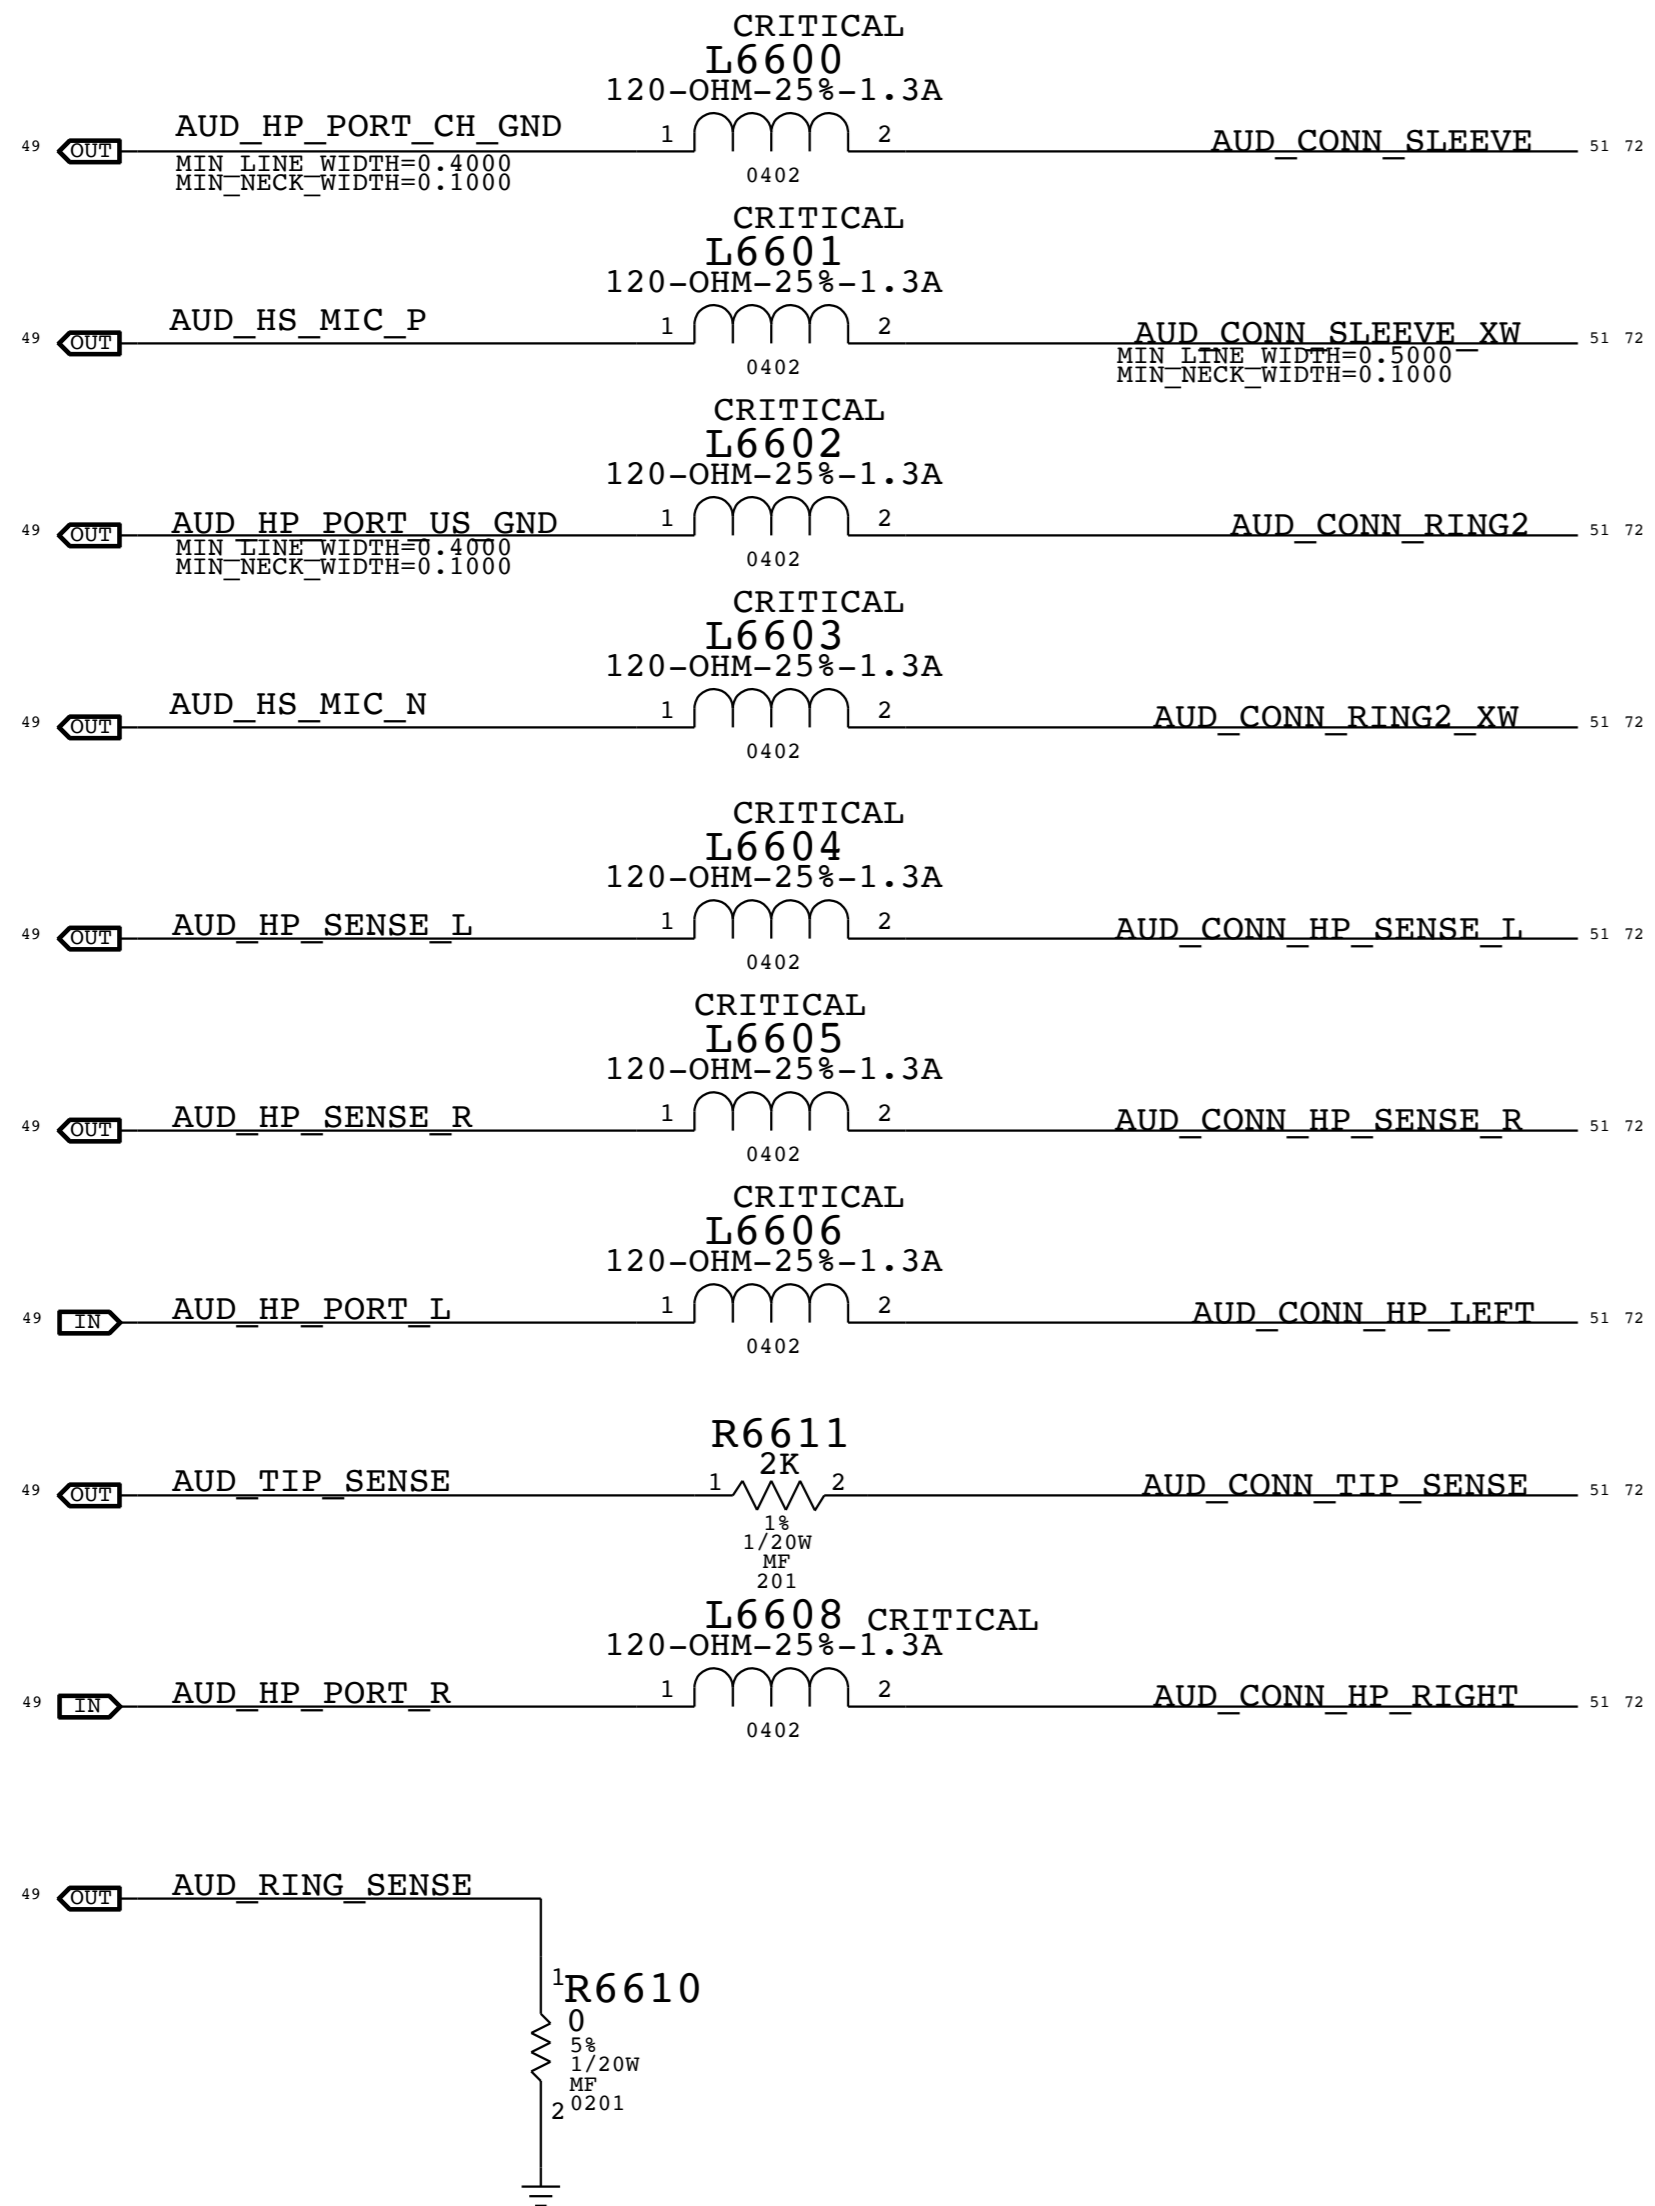 CRITICAL
L6600
120-OHM-25%-1.3A
49 OUT AUD_HP_PORT_CH_GND 1 2 AUD_CONN_SLEEVE 51 72
MIN_LINE_WIDTH=0.4000
MIN_NECK_WIDTH=0.1000
0402
CRITICAL
L6601
120-OHM-25%-1.3A
49 OUT AUD_HS_MIC_P 1 2 AUD_CONN_SLEEVE_XW 51 72
MIN_LINE_WIDTH=0.5000
MIN_NECK_WIDTH=0.1000
0402
CRITICAL
L6602
120-OHM-25%-1.3A
49 OUT AUD_HP_PORT_US_GND 1 2 AUD_CONN_RING2 51 72
MIN_LINE_WIDTH=0.4000
MIN_NECK_WIDTH=0.1000
0402
CRITICAL
L6603
120-OHM-25%-1.3A
49 OUT AUD_HS_MIC_N 1 2 AUD_CONN_RING2_XW 51 72
0402
CRITICAL
L6604
120-OHM-25%-1.3A
49 OUT AUD_HP_SENSE_L 1 2 AUD_CONN_HP_SENSE_L 51 72
0402
CRITICAL
L6605
120-OHM-25%-1.3A
49 OUT AUD_HP_SENSE_R 1 2 AUD_CONN_HP_SENSE_R 51 72
0402
CRITICAL
L6606
120-OHM-25%-1.3A
49 IN AUD_HP_PORT_L 1 2 AUD_CONN_HP_LEFT 51 72
0402
R6611
2K
49 OUT AUD_TIP_SENSE 1 2 AUD_CONN_TIP_SENSE 51 72
1%
1/20W
MF
201
L6608 CRITICAL
120-OHM-25%-1.3A
49 IN AUD_HP_PORT_R 1 2 AUD_CONN_HP_RIGHT 51 72
0402
49 OUT AUD_RING_SENSE
1 R6610
0
5%
1/20W
MF
2 0201